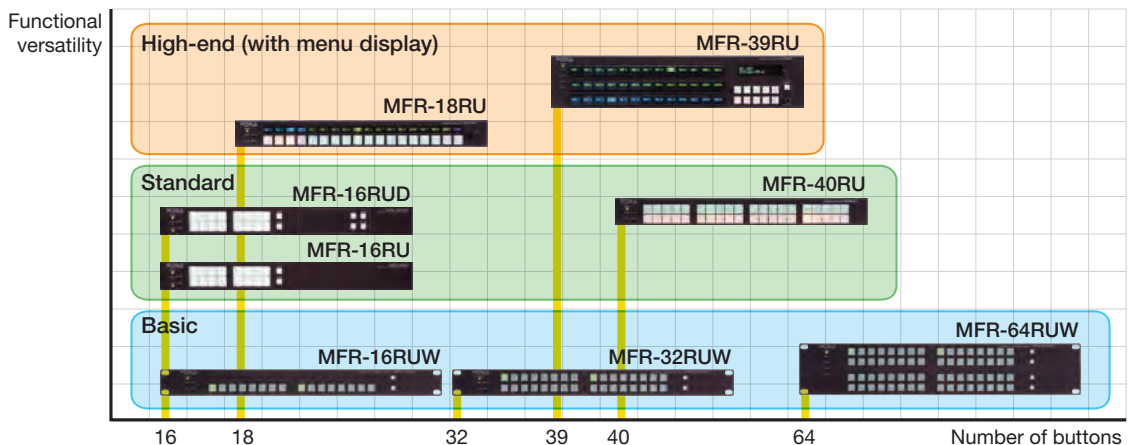 Functional
versatility
High-end (with menu display)
MFR-39RU
MFR-18RU
Standard
MFR-16RUD
MFR-40RU
MFR-16RU
Basic
MFR-64RUW
MFR-16RUW
MFR-32RUW
16
18
32
39
40
64
Number of buttons